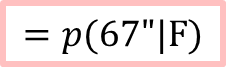 = p(67"|F)